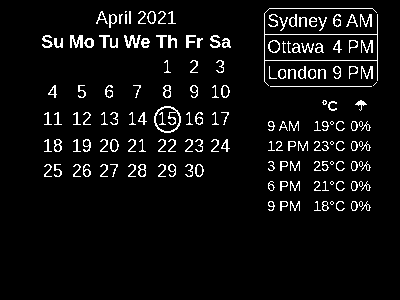 April 2021
Su Mo Tu We Th Fr Sa
1 2 3
4 5 6 7 8 9 10
11 12 13 14 15 16 17
18 19 20 21 22 23 24
25 26 27 28 29 30
Sydney 6 AM
Ottawa 4 PM
London 9 PM
°C ☂
9 AM 19°C 0%
12 PM 23°C 0%
3 PM 25°C 0%
6 PM 21°C 0%
9 PM 18°C 0%